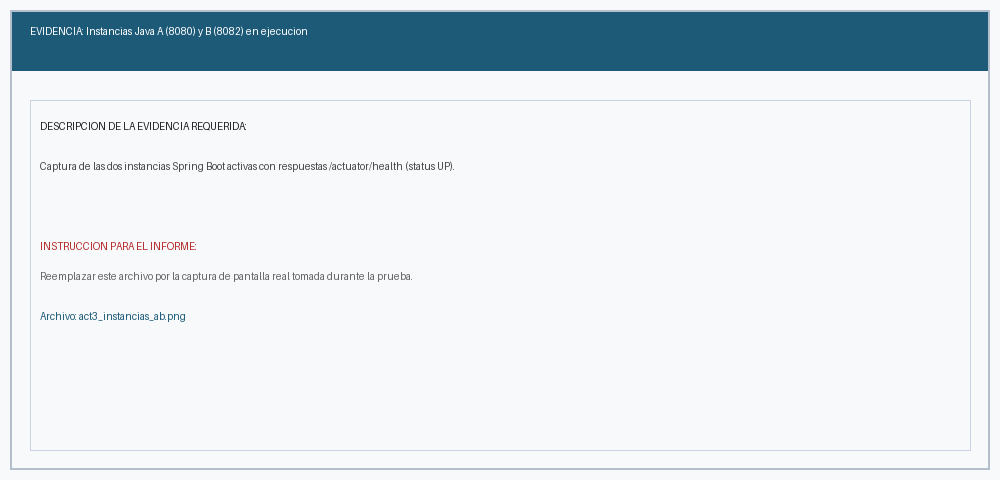 EVIDENCIA: Instancias Java A (8080) y B (8082) en ejecucion
DESCRIPCION DE LA EVIDENCIA REQUERIDA:
Captura de las dos instancias Spring Boot activas con respuestas /actuator/health (status UP).
INSTRUCCION PARA EL INFORME:
Reemplazar este archivo por la captura de pantalla real tomada durante la prueba.
Archivo: act3_instancias_ab.png